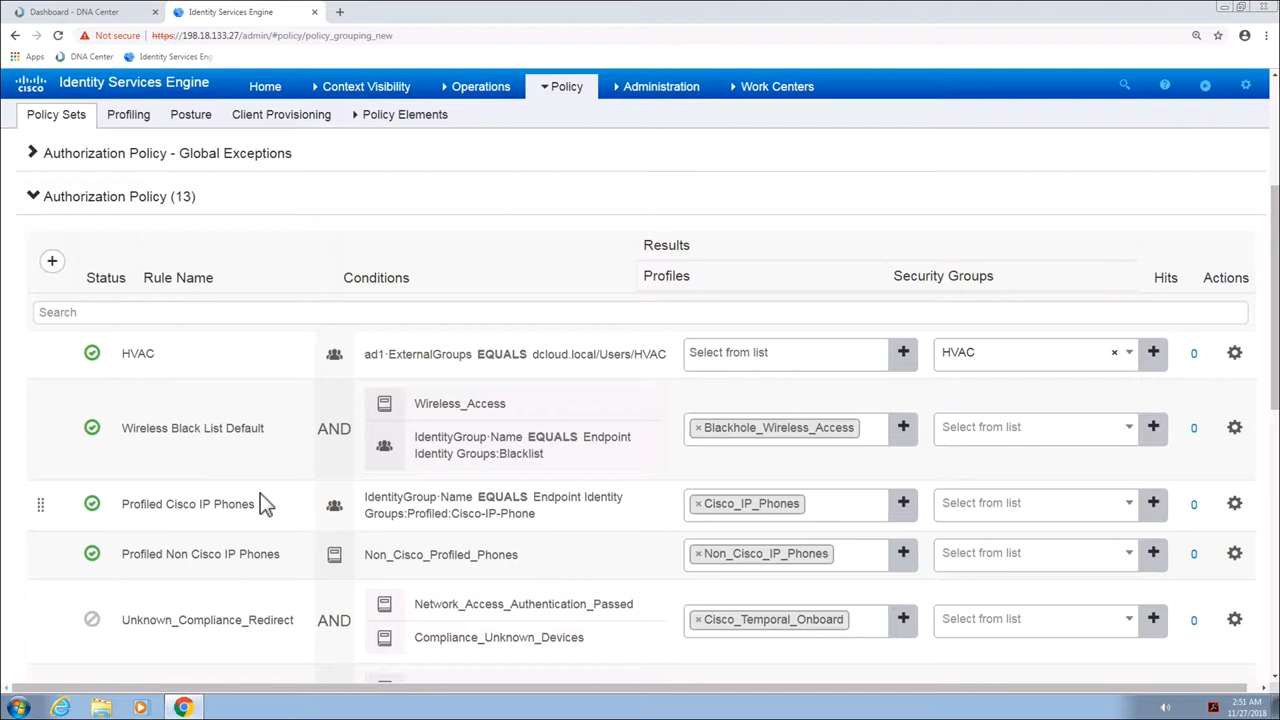 Dashboard - DNA Center
Identity Services Engine
Not secure https://198.18.133.27/admin/#policy/policy_grouping_new
Apps DNA Center Identity Services Eng
cisco Identity Services Engine Home Context Visibility Operations Policy Administration Work Centers
Policy Sets Profiling Posture Client Provisioning Policy Elements
Authorization Policy - Global Exceptions
Authorization Policy (13)
Results
Status Rule Name Conditions Profiles Security Groups Hits Actions
Search
HVAC ad1·ExternalGroups EQUALS dcloud.local/Users/HVAC Select from list HVAC × 0
Wireless Black List Default AND Wireless_Access
IdentityGroup·Name EQUALS Endpoint
Identity Groups:Blacklist
× Blackhole_Wireless_Access Select from list 0
Profiled Cisco IP Phones IdentityGroup·Name EQUALS Endpoint Identity
Groups:Profiled:Cisco-IP-Phone
× Cisco_IP_Phones Select from list 0
Profiled Non Cisco IP Phones Non_Cisco_Profiled_Phones × Non_Cisco_IP_Phones Select from list 0
Unknown_Compliance_Redirect AND Network_Access_Authentication_Passed
Compliance_Unknown_Devices
× Cisco_Temporal_Onboard Select from list 0
2:51 AM
11/27/2018